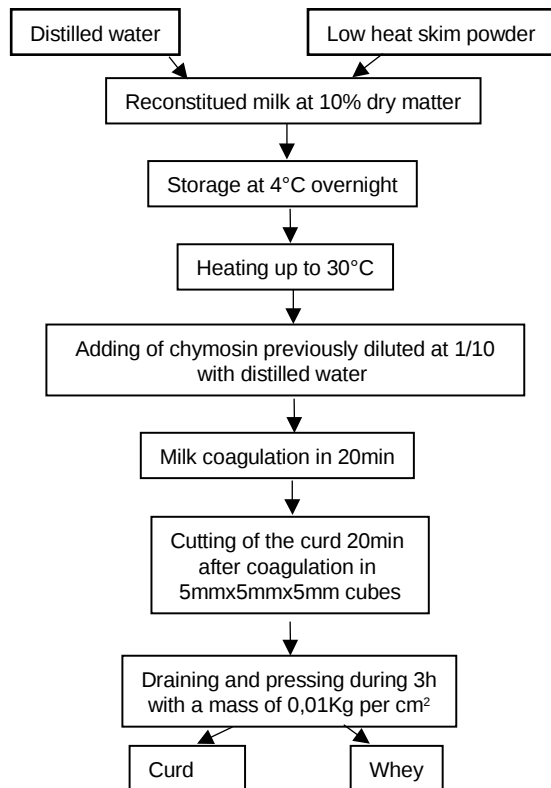 Distilled water
Low heat skim powder
Reconstitued milk at 10% dry matter
Storage at 4°C overnight
Heating up to 30°C
Adding of chymosin previously diluted at 1/10
with distilled water
Milk coagulation in 20min
Cutting of the curd 20min
after coagulation in
5mmx5mmx5mm cubes
Draining and pressing during 3h
with a mass of 0,01Kg per cm²
Curd
Whey